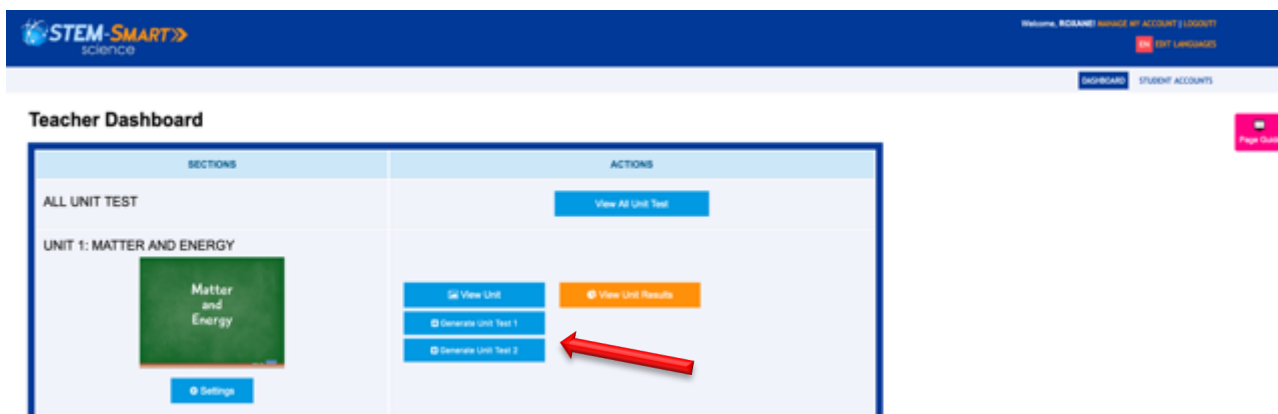 STEM-SMART»
science
Welcome, ROXANE! MANAGE MY ACCOUNT | LOGOUT?
EN EDIT LANGUAGES
DASHBOARD STUDENT ACCOUNTS
Teacher Dashboard
Page Guide
SECTIONS ACTIONS
ALL UNIT TEST View All Unit Test
UNIT 1: MATTER AND ENERGY
Matter
and
Energy
View Unit View Unit Results
Generate Unit Test 1
Generate Unit Test 2
Settings